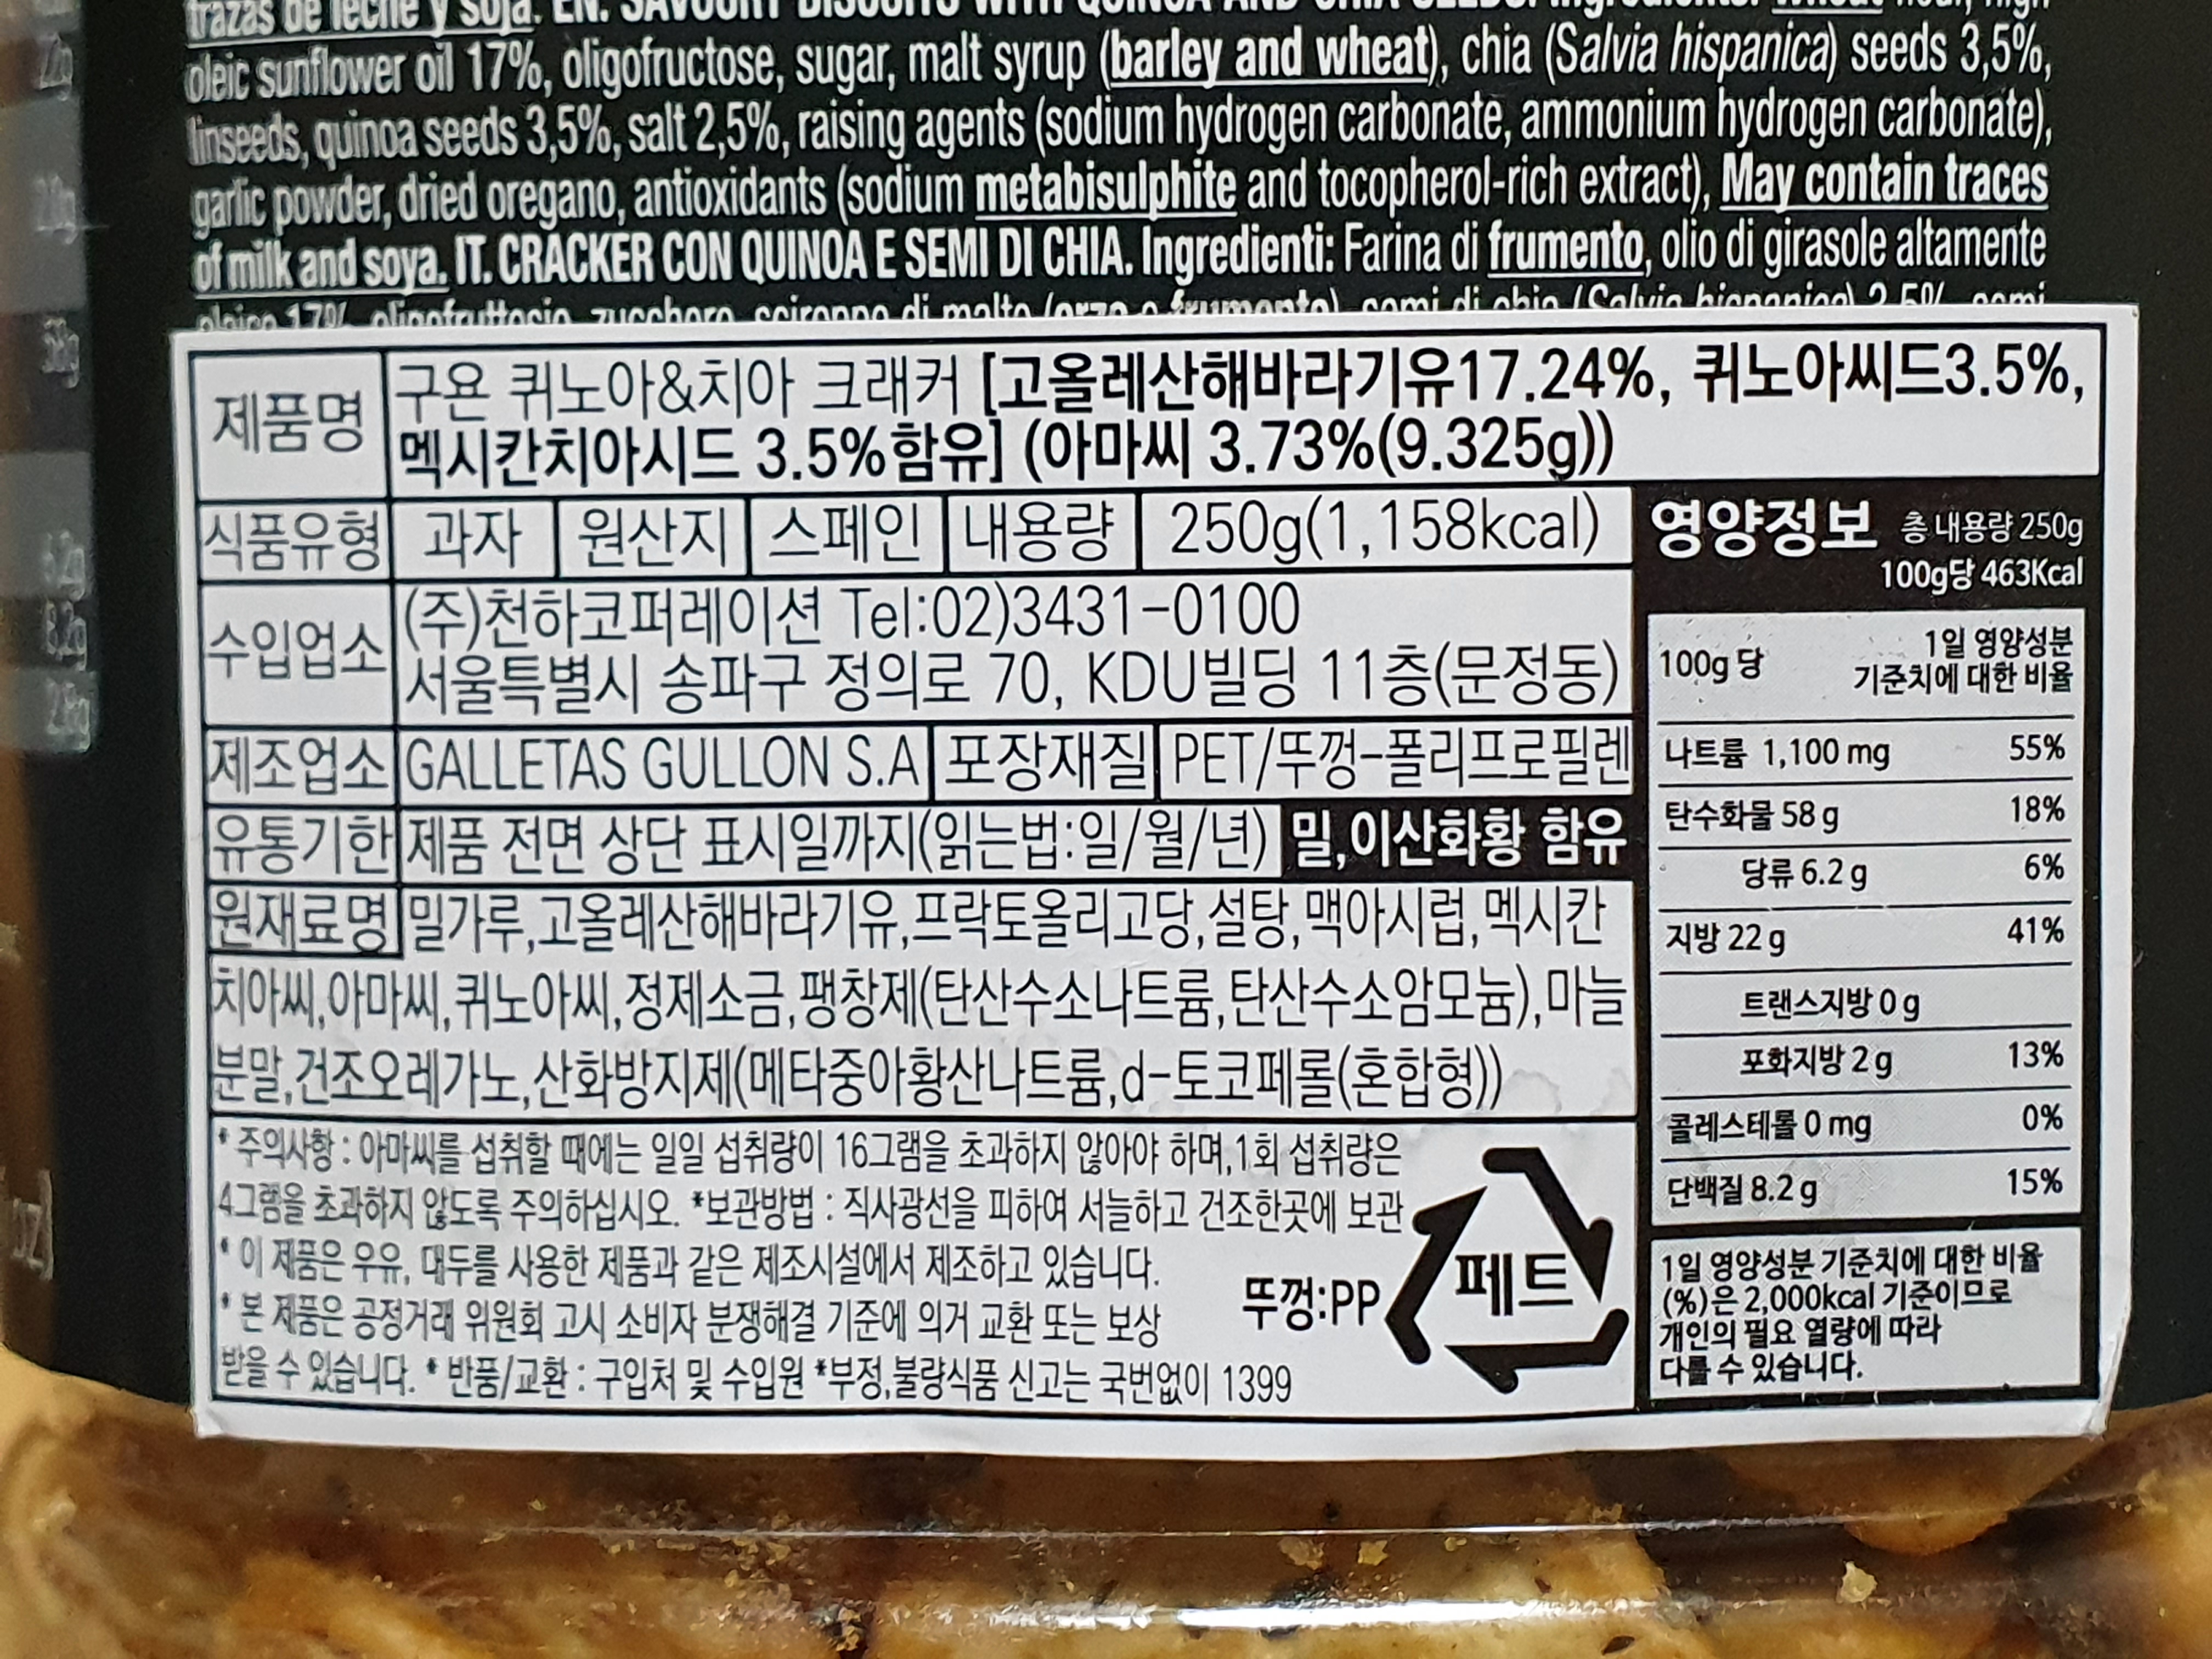 trazas de leche y soja. EN. SAVOURY BISCUITS WITH QUINOA AND CHIA SEEDS.
oleic sunflower oil 17%, oligofructose, sugar, malt syrup (barley and wheat), chia (Salvia hispanica) seeds 3,5%,
linseeds, quinoa seeds 3,5%, salt 2,5%, raising agents (sodium hydrogen carbonate, ammonium hydrogen carbonate),
garlic powder, dried oregano, antioxidants (sodium metabisulphite and tocopherol-rich extract), May contain traces
of milk and soya. IT. CRACKER CON QUINOA E SEMI DI CHIA. Ingredienti: Farina di frumento, olio di girasole altamente
oleico 17%, oligofruttosio, zucchero, sciroppo di malto (orzo e frumento), semi di chia (Salvia hispanica) 3,5%, semi
제품명 구욘 퀴노아&치아 크래커 [고올레산해바라기유17.24%, 퀴노아씨드3.5%,
멕시칸치아시드 3.5%함유] (아마씨 3.73%(9.325g))
식품유형 과자 원산지 스페인 내용량 250g(1,158kcal)
수입업소 (주)천하코퍼레이션 Tel:02)3431-0100
서울특별시 송파구 정의로 70, KDU빌딩 11층(문정동)
제조업소 GALLETAS GULLON S.A 포장재질 PET/뚜껑-폴리프로필렌
유통기한 제품 전면 상단 표시일까지(읽는법:일/월/년) 밀,이산화황 함유
원재료명 밀가루,고올레산해바라기유,프락토올리고당,설탕,맥아시럽,멕시칸
치아씨,아마씨,퀴노아씨,정제소금,팽창제(탄산수소나트륨,탄산수소암모늄),마늘
분말,건조오레가노,산화방지제(메타중아황산나트륨,d-토코페롤(혼합형))
* 주의사항 : 아마씨를 섭취할 때에는 일일 섭취량이 16그램을 초과하지 않아야 하며,1회 섭취량은
4그램을 초과하지 않도록 주의하십시오. *보관방법 : 직사광선을 피하여 서늘하고 건조한곳에 보관
* 이 제품은 우유, 대두를 사용한 제품과 같은 제조시설에서 제조하고 있습니다.
* 본 제품은 공정거래 위원회 고시 소비자 분쟁해결 기준에 의거 교환 또는 보상
받을 수 있습니다. * 반품/교환 : 구입처 및 수입원 *부정,불량식품 신고는 국번없이 1399
뚜껑:PP
페트
영양정보 총 내용량 250g
100g당 463Kcal
100g 당 1일 영양성분
기준치에 대한 비율
나트륨 1,100 mg 55%
탄수화물 58 g 18%
당류 6.2 g 6%
지방 22 g 41%
트랜스지방 0 g
포화지방 2 g 13%
콜레스테롤 0 mg 0%
단백질 8.2 g 15%
1일 영양성분 기준치에 대한 비율
(%)은 2,000kcal 기준이므로
개인의 필요 열량에 따라
다를 수 있습니다.